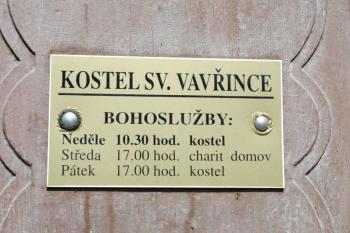 KOSTEL SV. VAVŘINCE
BOHOSLUŽBY:
Neděle 10.30 hod. kostel
Středa 17.00 hod. charit domov
Pátek 17.00 hod. kostel